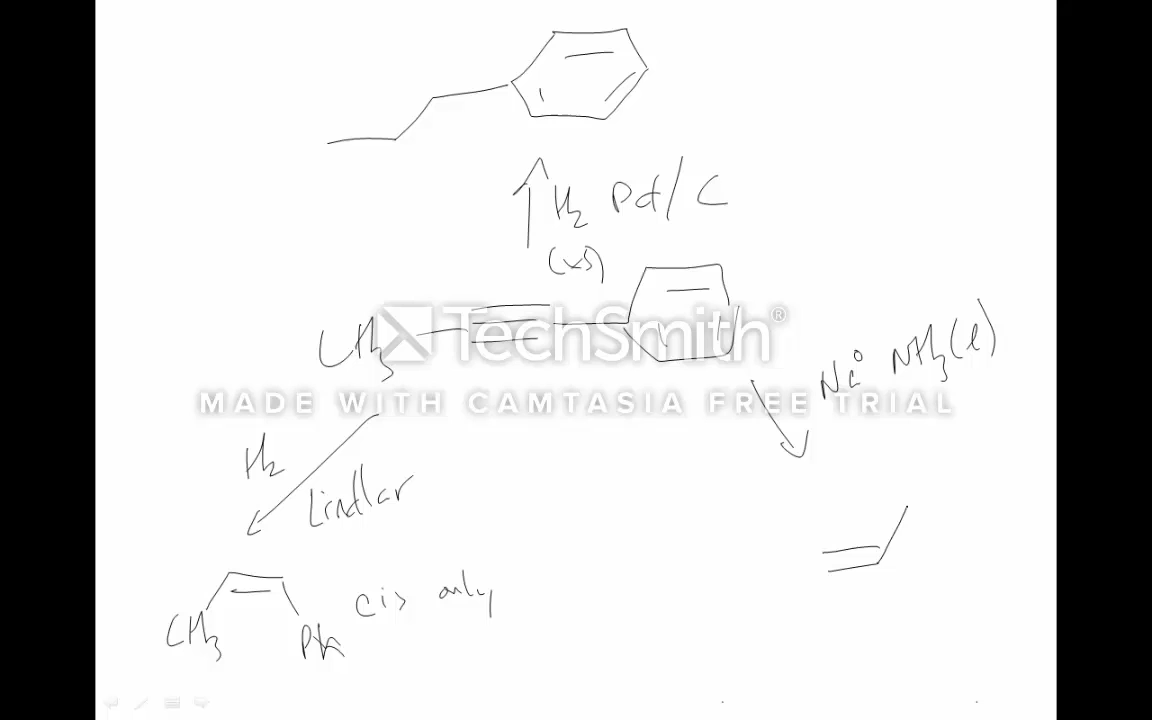 H2 Pd/C
(xs)
CH3
TechSmith®
MADE WITH CAMTASIA FREE TRIAL
Na° NH3(l)
H2
Lindlar
CH3
Ph
cis only